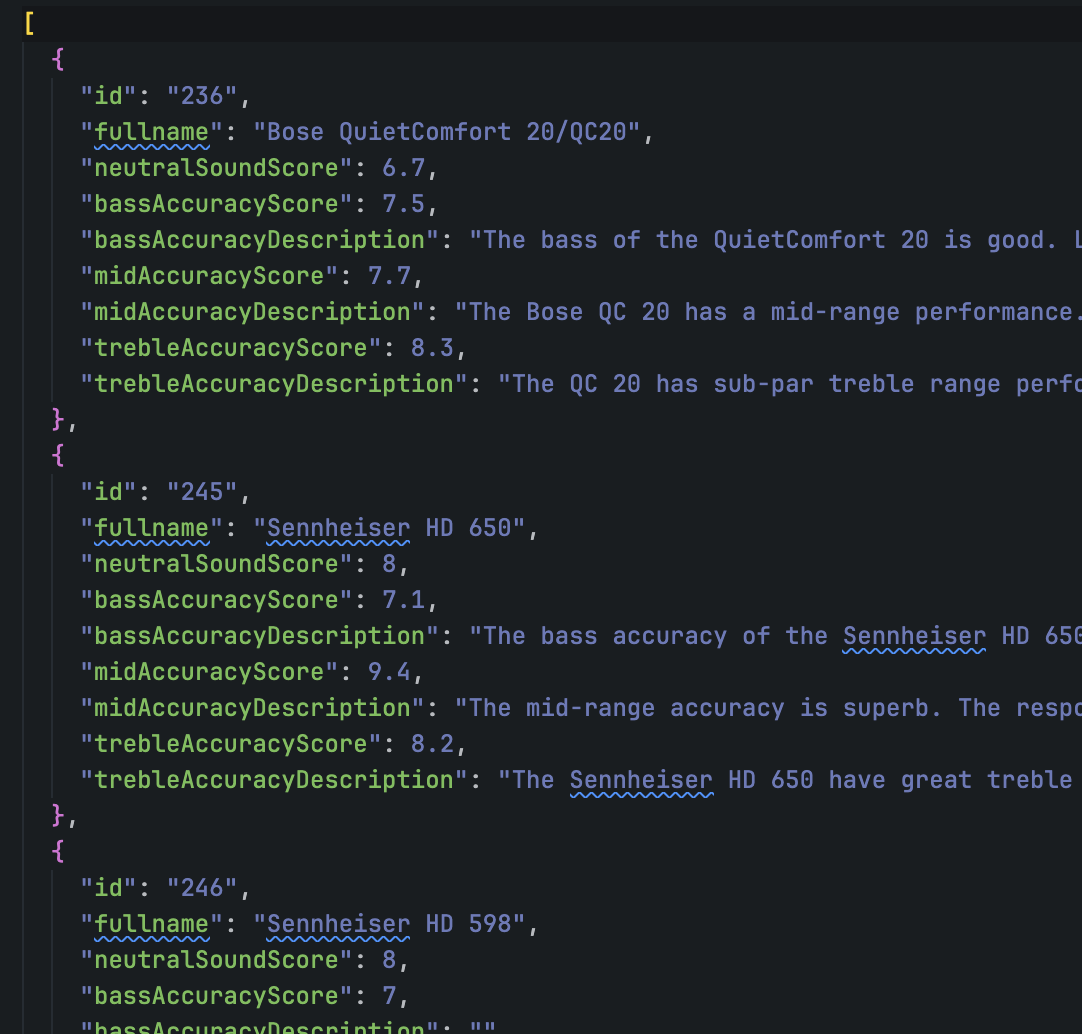 [
{
"id": "236",
"fullname": "Bose QuietComfort 20/QC20",
"neutralSoundScore": 6.7,
"bassAccuracyScore": 7.5,
"bassAccuracyDescription": "The bass of the QuietComfort 20 is good. L
"midAccuracyScore": 7.7,
"midAccuracyDescription": "The Bose QC 20 has a mid-range performance.
"trebleAccuracyScore": 8.3,
"trebleAccuracyDescription": "The QC 20 has sub-par treble range perfo
},
{
"id": "245",
"fullname": "Sennheiser HD 650",
"neutralSoundScore": 8,
"bassAccuracyScore": 7.1,
"bassAccuracyDescription": "The bass accuracy of the Sennheiser HD 650
"midAccuracyScore": 9.4,
"midAccuracyDescription": "The mid-range accuracy is superb. The respo
"trebleAccuracyScore": 8.2,
"trebleAccuracyDescription": "The Sennheiser HD 650 have great treble
},
{
"id": "246",
"fullname": "Sennheiser HD 598",
"neutralSoundScore": 8,
"bassAccuracyScore": 7,
"bassAccuracyDescription": ""